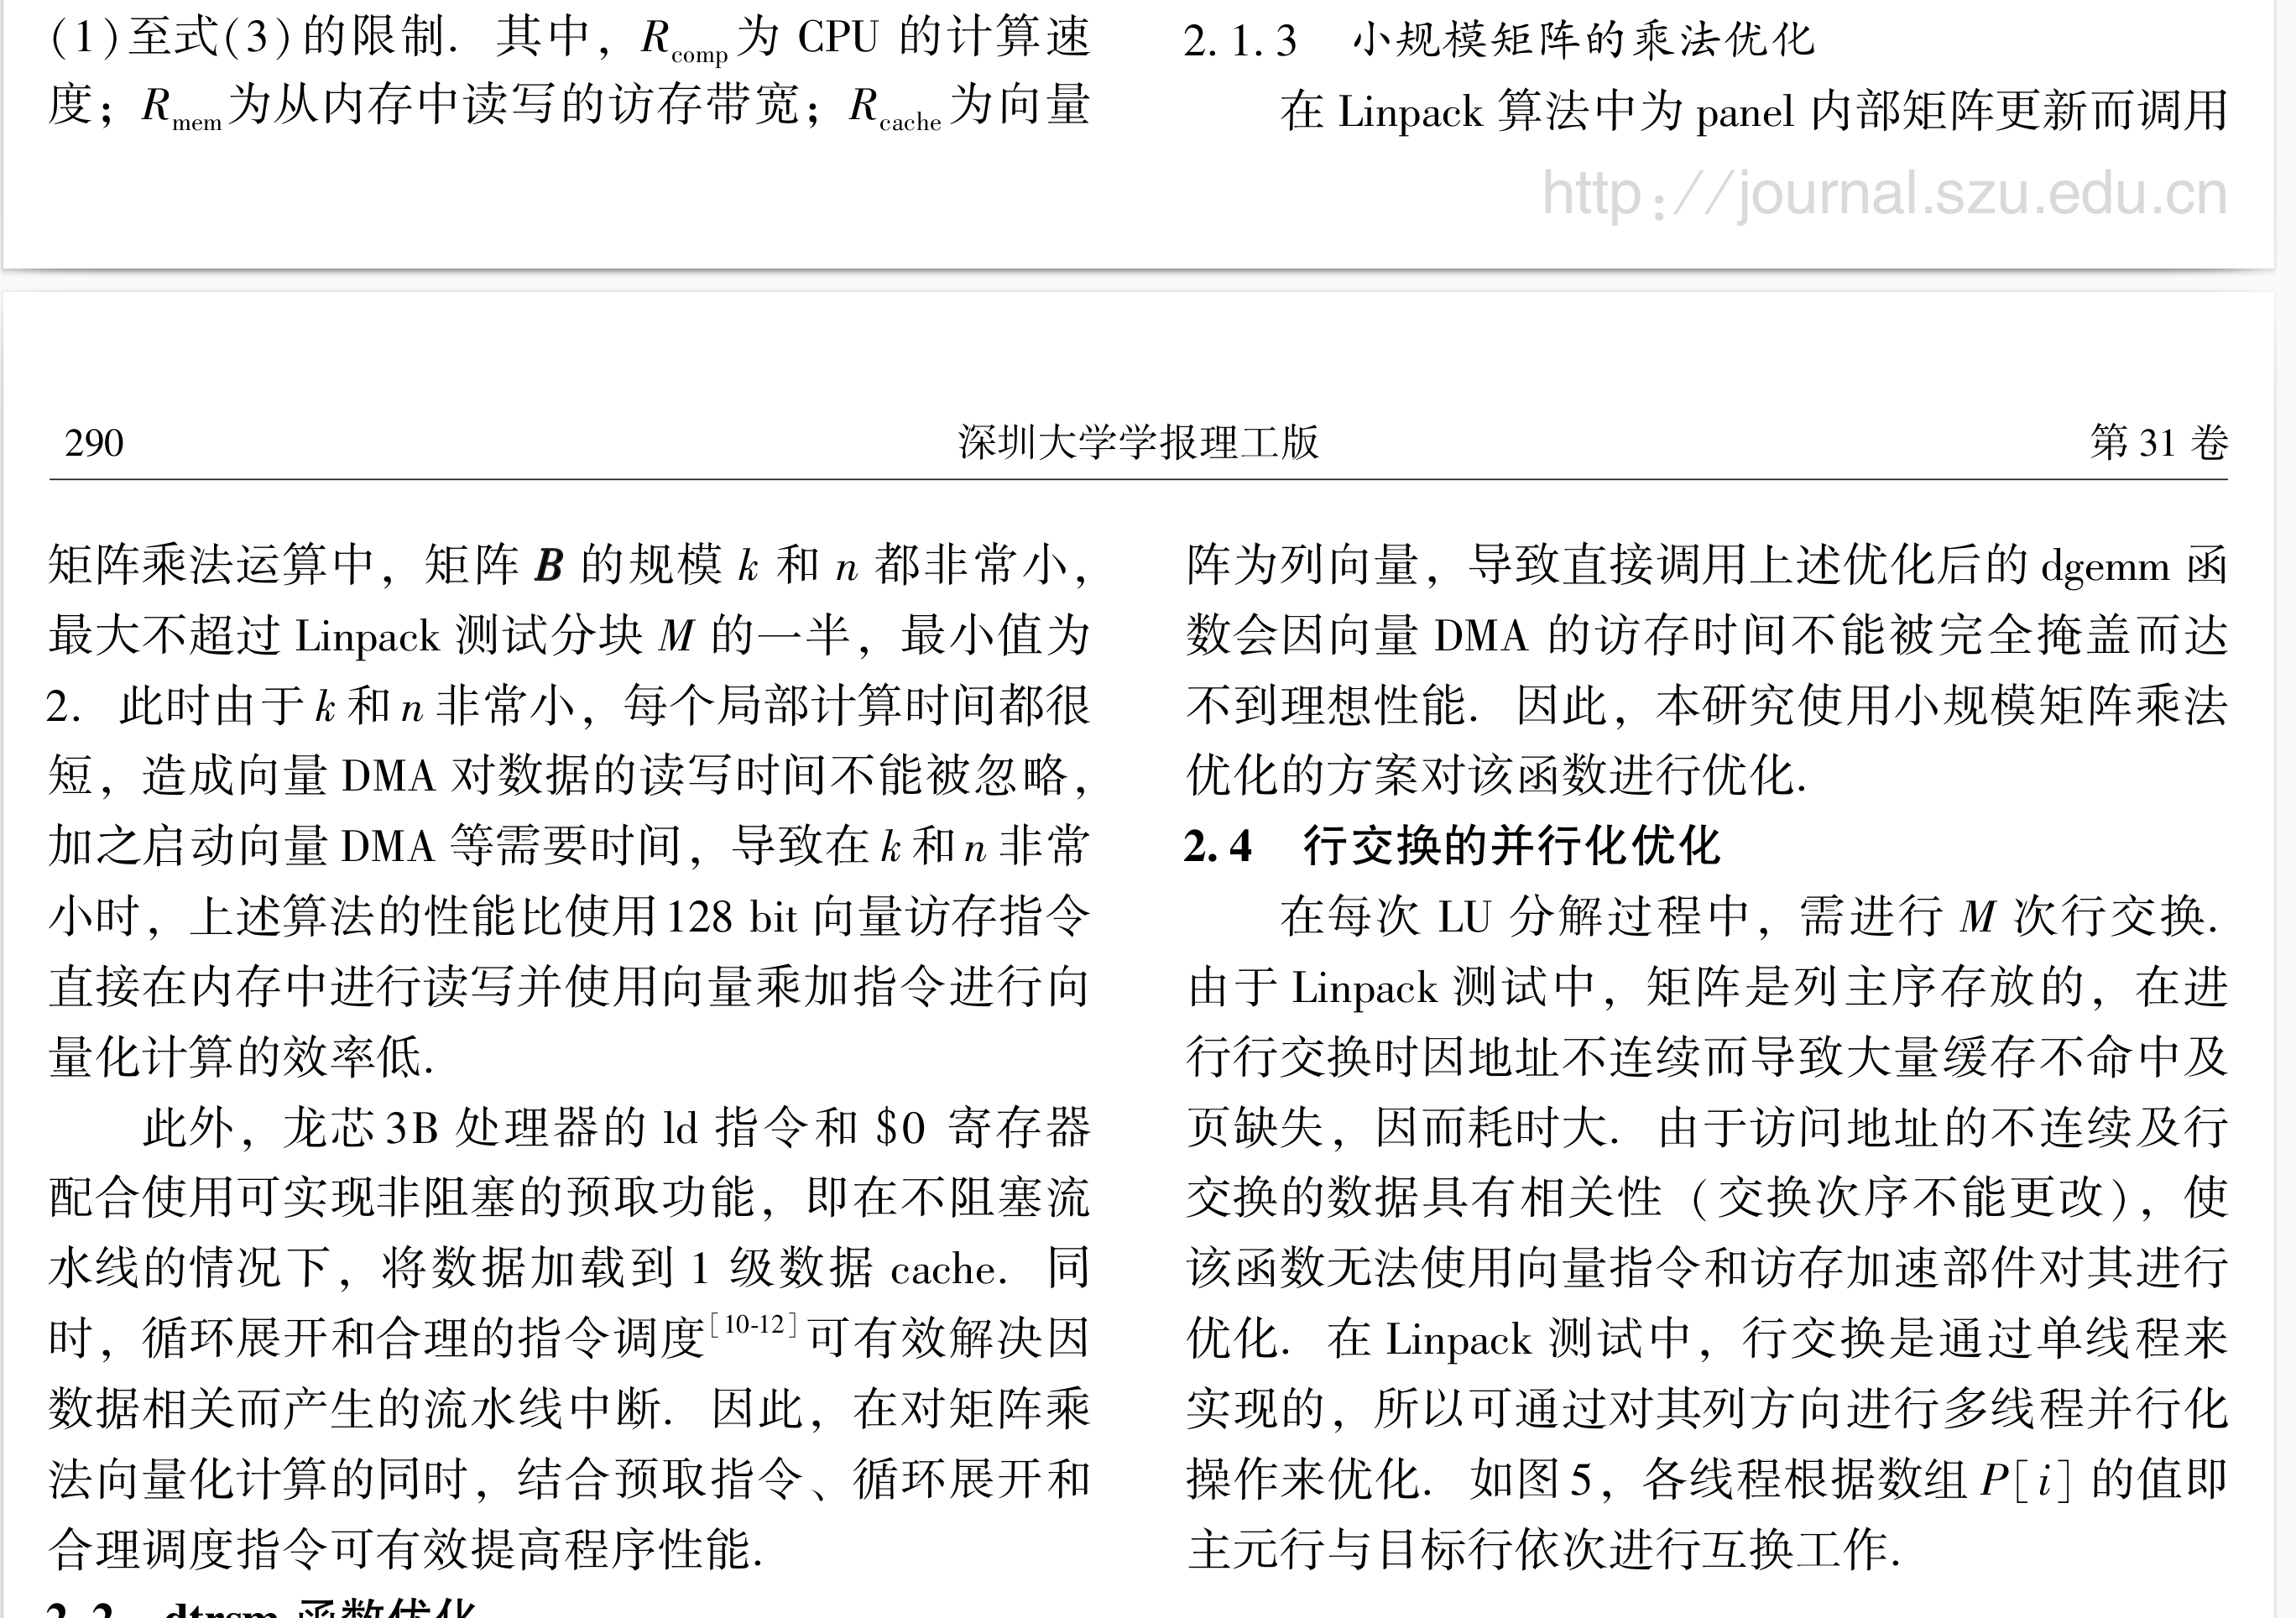 (1)至式(3)的限制. 其中, Rcomp为 CPU 的计算速
度; Rmem为从内存中读写的访存带宽; Rcache为向量
2.1.3 小规模矩阵的乘法优化
在 Linpack 算法中为 panel 内部矩阵更新而调用
http://journal.szu.edu.cn
290 深圳大学学报理工版 第 31 卷
矩阵乘法运算中, 矩阵 B 的规模 k 和 n 都非常小,
最大不超过 Linpack 测试分块 M 的一半, 最小值为
2. 此时由于 k 和 n 非常小, 每个局部计算时间都很
短, 造成向量 DMA 对数据的读写时间不能被忽略,
加之启动向量 DMA 等需要时间, 导致在 k 和 n 非常
小时, 上述算法的性能比使用 128 bit 向量访存指令
直接在内存中进行读写并使用向量乘加指令进行向
量化计算的效率低.
此外, 龙芯 3B 处理器的 ld 指令和 $0 寄存器
配合使用可实现非阻塞的预取功能, 即在不阻塞流
水线的情况下, 将数据加载到 1 级数据 cache. 同
时, 循环展开和合理的指令调度[10-12]可有效解决因
数据相关而产生的流水线中断. 因此, 在对矩阵乘
法向量化计算的同时, 结合预取指令、循环展开和
合理调度指令可有效提高程序性能.
2.2 dtrsm 函数优化
阵为列向量, 导致直接调用上述优化后的 dgemm 函
数会因向量 DMA 的访存时间不能被完全掩盖而达
不到理想性能. 因此, 本研究使用小规模矩阵乘法
优化的方案对该函数进行优化.
2.4 行交换的并行化优化
在每次 LU 分解过程中, 需进行 M 次行交换.
由于 Linpack 测试中, 矩阵是列主序存放的, 在进
行行交换时因地址不连续而导致大量缓存不命中及
页缺失, 因而耗时大. 由于访问地址的不连续及行
交换的数据具有相关性 (交换次序不能更改), 使
该函数无法使用向量指令和访存加速部件对其进行
优化. 在 Linpack 测试中, 行交换是通过单线程来
实现的, 所以可通过对其列方向进行多线程并行化
操作来优化. 如图 5, 各线程根据数组 P[i] 的值即
主元行与目标行依次进行互换工作.